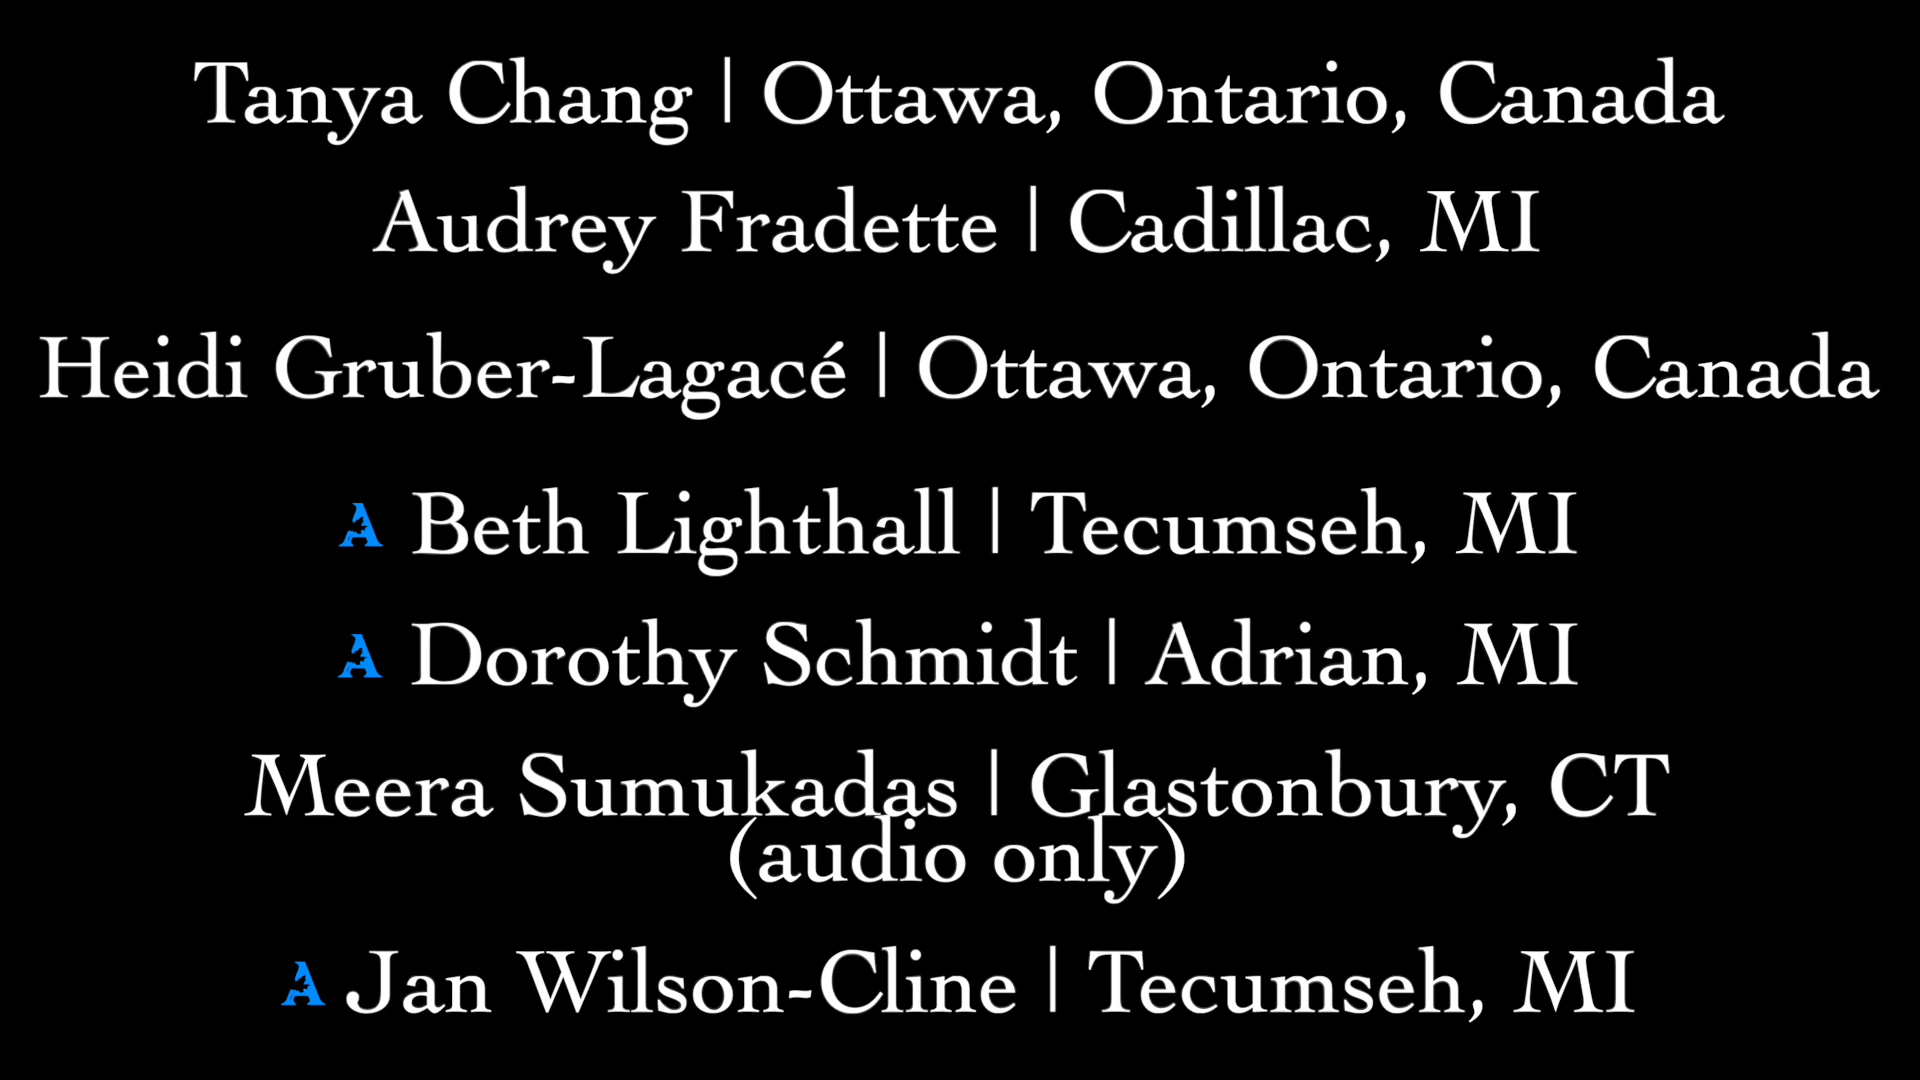 Tanya Chang | Ottawa, Ontario, Canada
Audrey Fradette | Cadillac, MI
Heidi Gruber-Lagacé | Ottawa, Ontario, Canada
A Beth Lighthall | Tecumseh, MI
A Dorothy Schmidt | Adrian, MI
Meera Sumukadas | Glastonbury, CT
(audio only)
A Jan Wilson-Cline | Tecumseh, MI